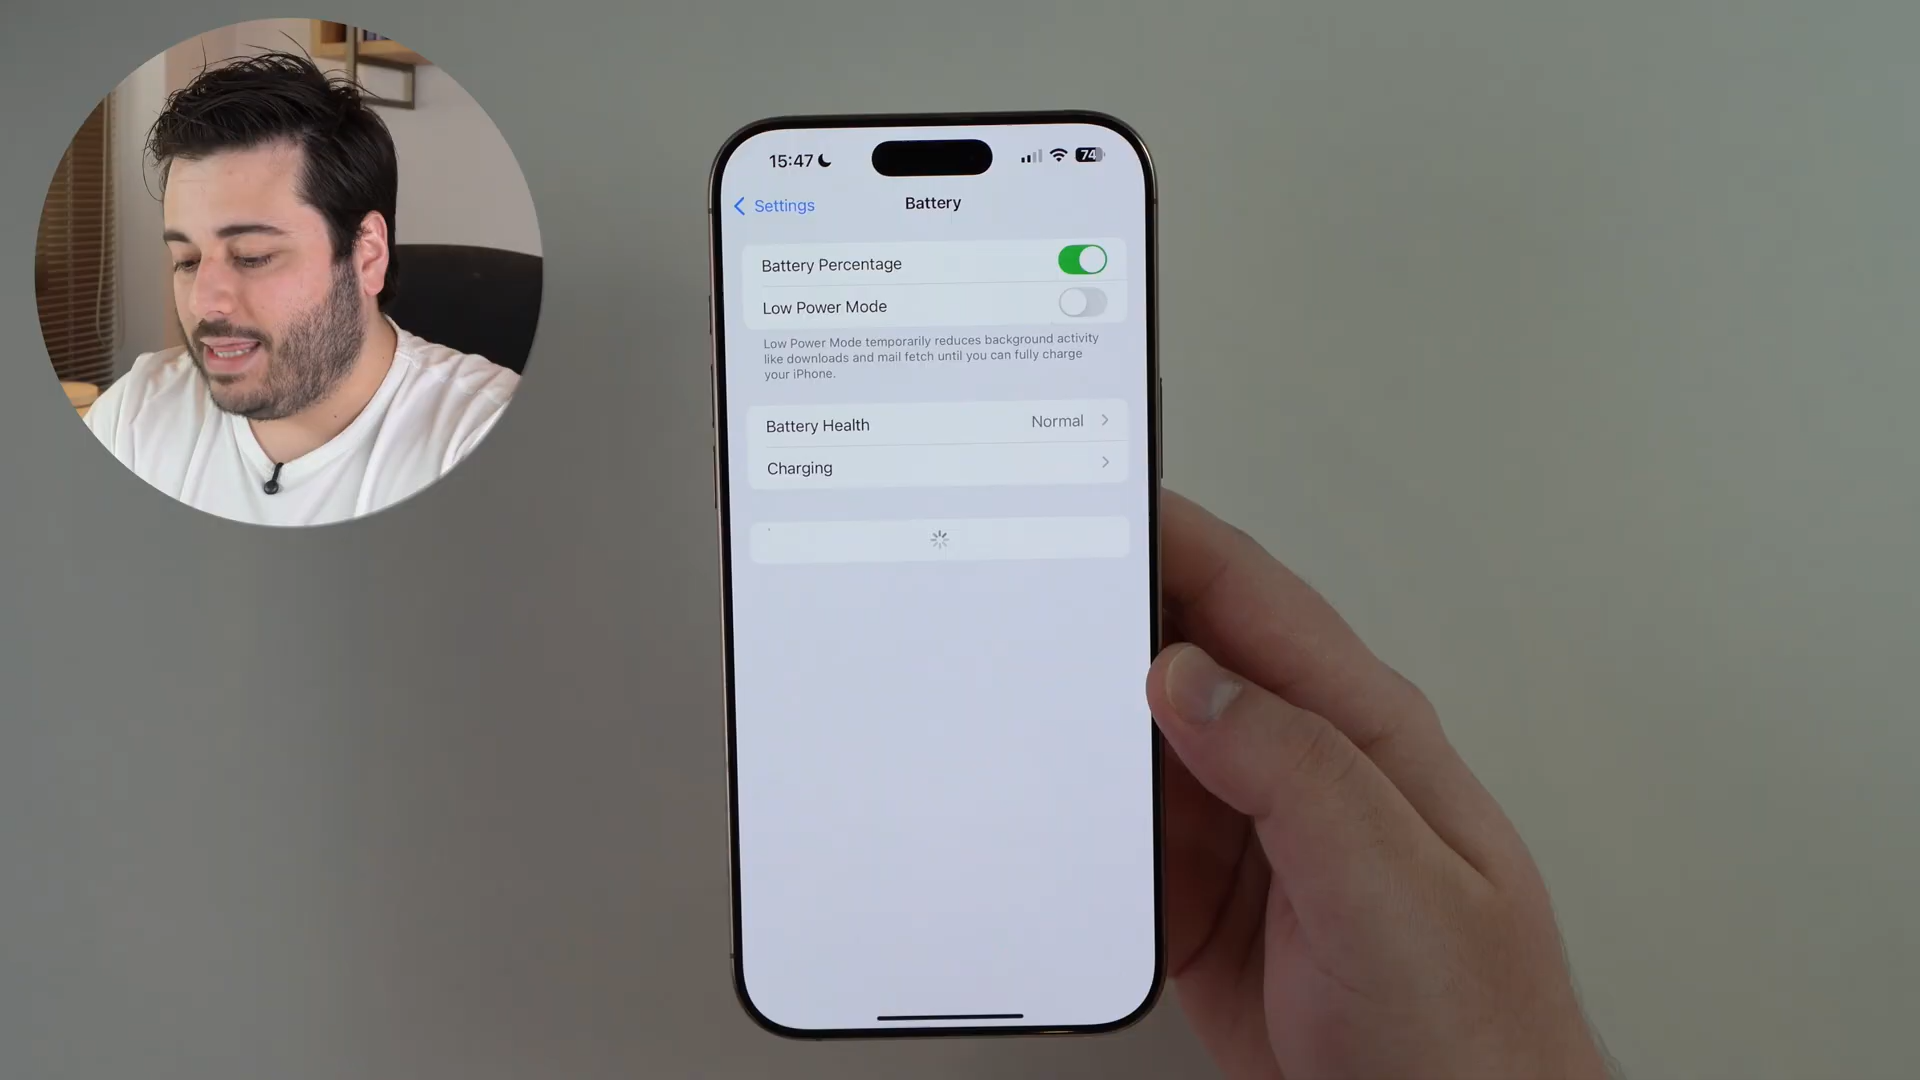 15:47
74
Settings
Battery
Battery Percentage
Low Power Mode
Low Power Mode temporarily reduces background activity
like downloads and mail fetch until you can fully charge
your iPhone.
Battery Health Normal
Charging